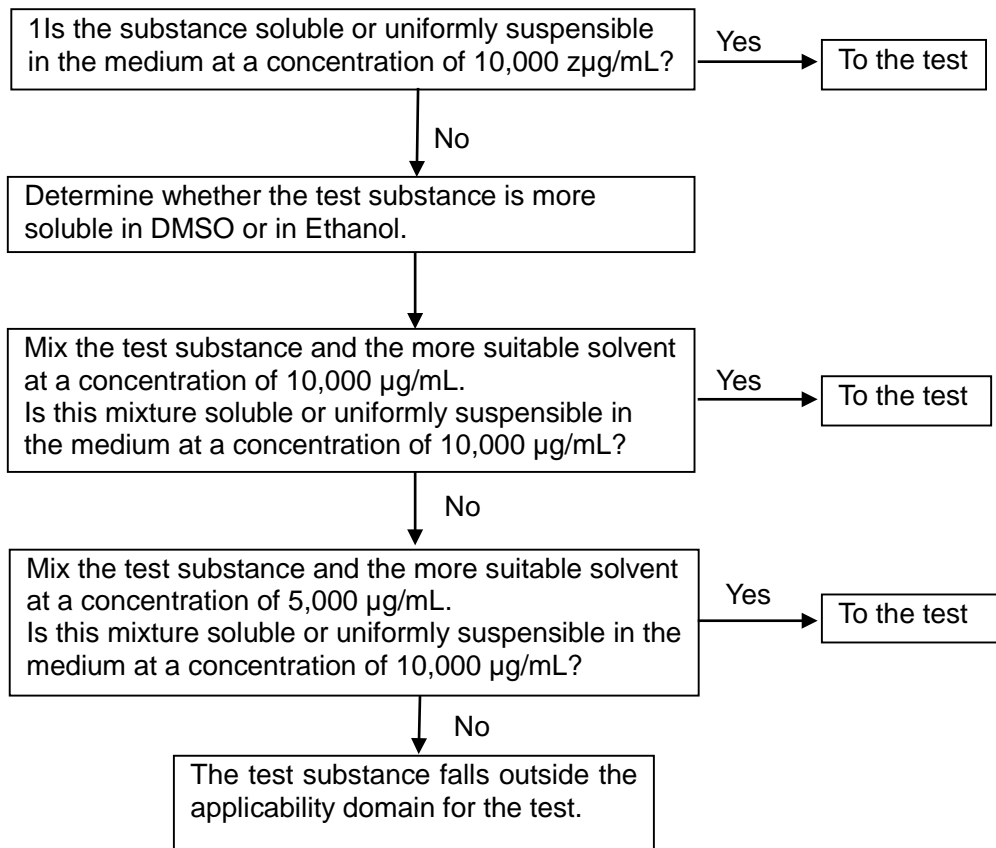 1Is the substance soluble or uniformly suspensible
in the medium at a concentration of 10,000 zµg/mL?
Yes
To the test
No
Determine whether the test substance is more
soluble in DMSO or in Ethanol.
Mix the test substance and the more suitable solvent
at a concentration of 10,000 µg/mL.
Is this mixture soluble or uniformly suspensible in
the medium at a concentration of 10,000 µg/mL?
Yes
To the test
No
Mix the test substance and the more suitable solvent
at a concentration of 5,000 µg/mL.
Is this mixture soluble or uniformly suspensible in the
medium at a concentration of 10,000 µg/mL?
Yes
To the test
No
The test substance falls outside the
applicability domain for the test.